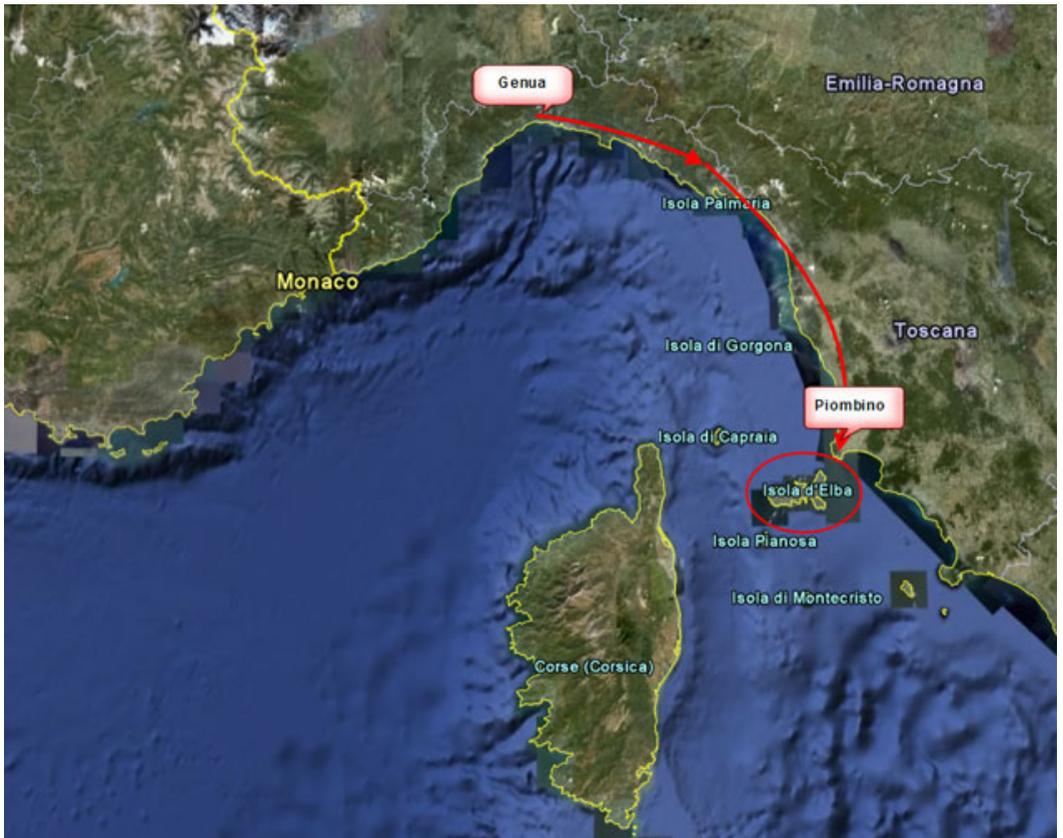 Genua
Emilia-Romagna
Isola Palmaria
Monaco
Toscana
Isola di Gorgona
Piombino
Isola di Capraia
Isola d'Elba
Isola Pianosa
Isola di Montecristo
Corse (Corsica)